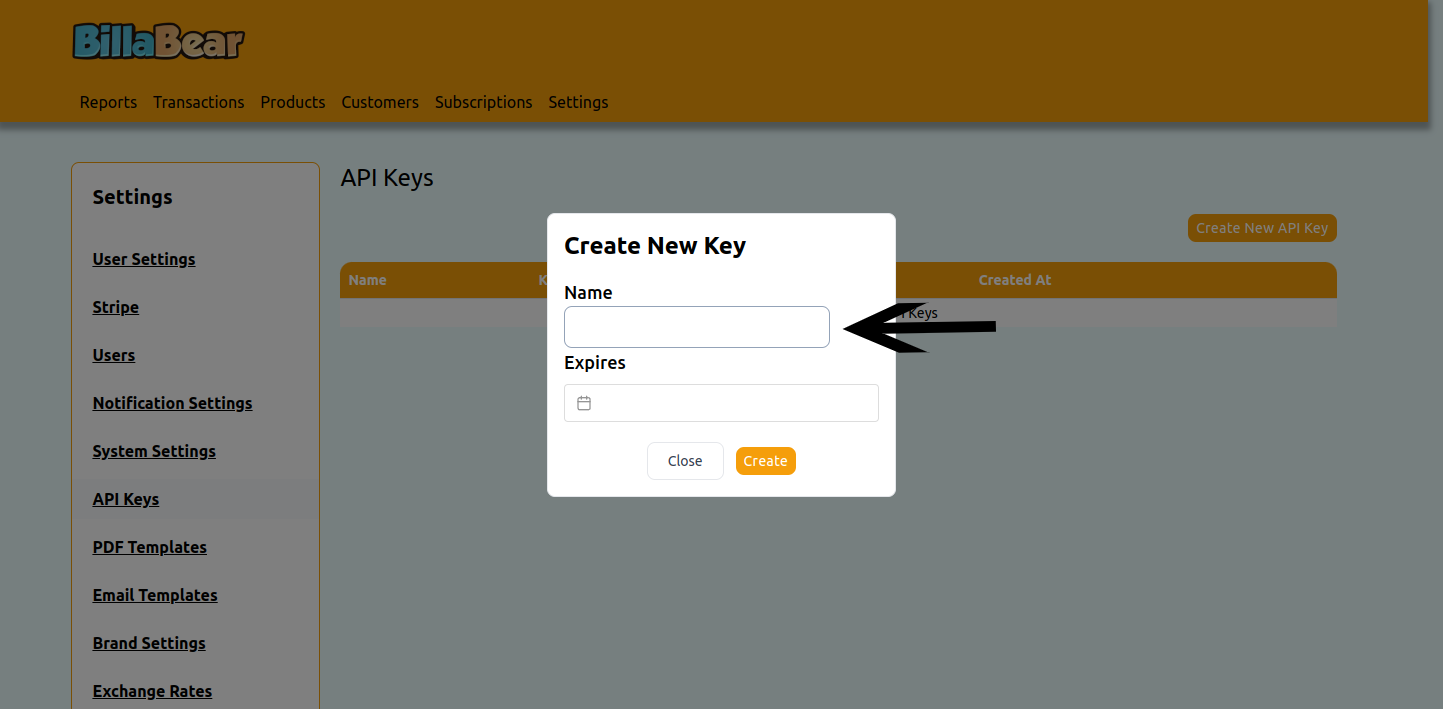 BillaBear
Reports Transactions Products Customers Subscriptions Settings
Settings
User Settings
Stripe
Users
Notification Settings
System Settings
API Keys
PDF Templates
Email Templates
Brand Settings
Exchange Rates
API Keys
Create New API Key
Name K Created At
Keys
Create New Key
Name
Expires
Close Create